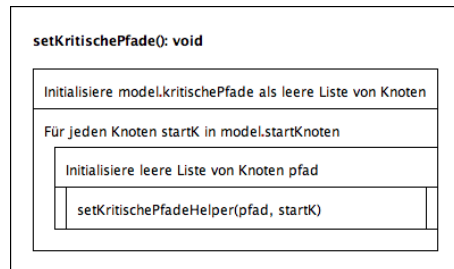 setKritischePfade(): void
Initialisiere model.kritischePfade als leere Liste von Knoten
Für jeden Knoten startK in model.startKnoten
Initialisiere leere Liste von Knoten pfad
setKritischePfadeHelper(pfad, startK)